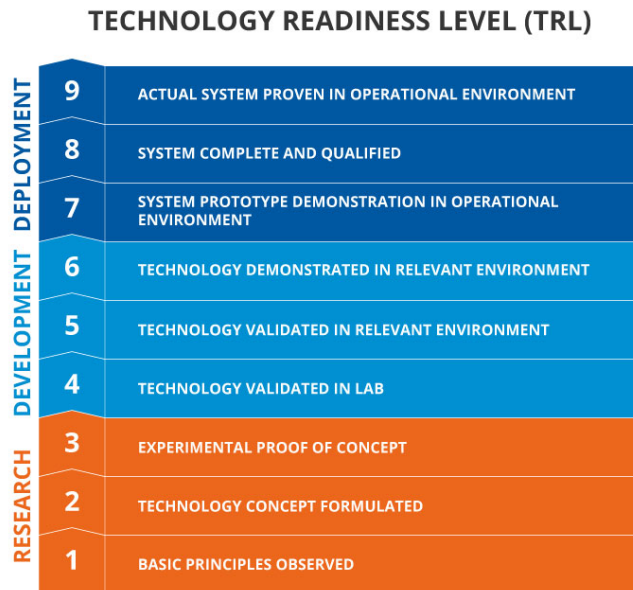 TECHNOLOGY READINESS LEVEL (TRL)
DEPLOYMENT
9 ACTUAL SYSTEM PROVEN IN OPERATIONAL ENVIRONMENT
8 SYSTEM COMPLETE AND QUALIFIED
7 SYSTEM PROTOTYPE DEMONSTRATION IN OPERATIONAL
ENVIRONMENT
DEVELOPMENT
6 TECHNOLOGY DEMONSTRATED IN RELEVANT ENVIRONMENT
5 TECHNOLOGY VALIDATED IN RELEVANT ENVIRONMENT
4 TECHNOLOGY VALIDATED IN LAB
RESEARCH
3 EXPERIMENTAL PROOF OF CONCEPT
2 TECHNOLOGY CONCEPT FORMULATED
1 BASIC PRINCIPLES OBSERVED